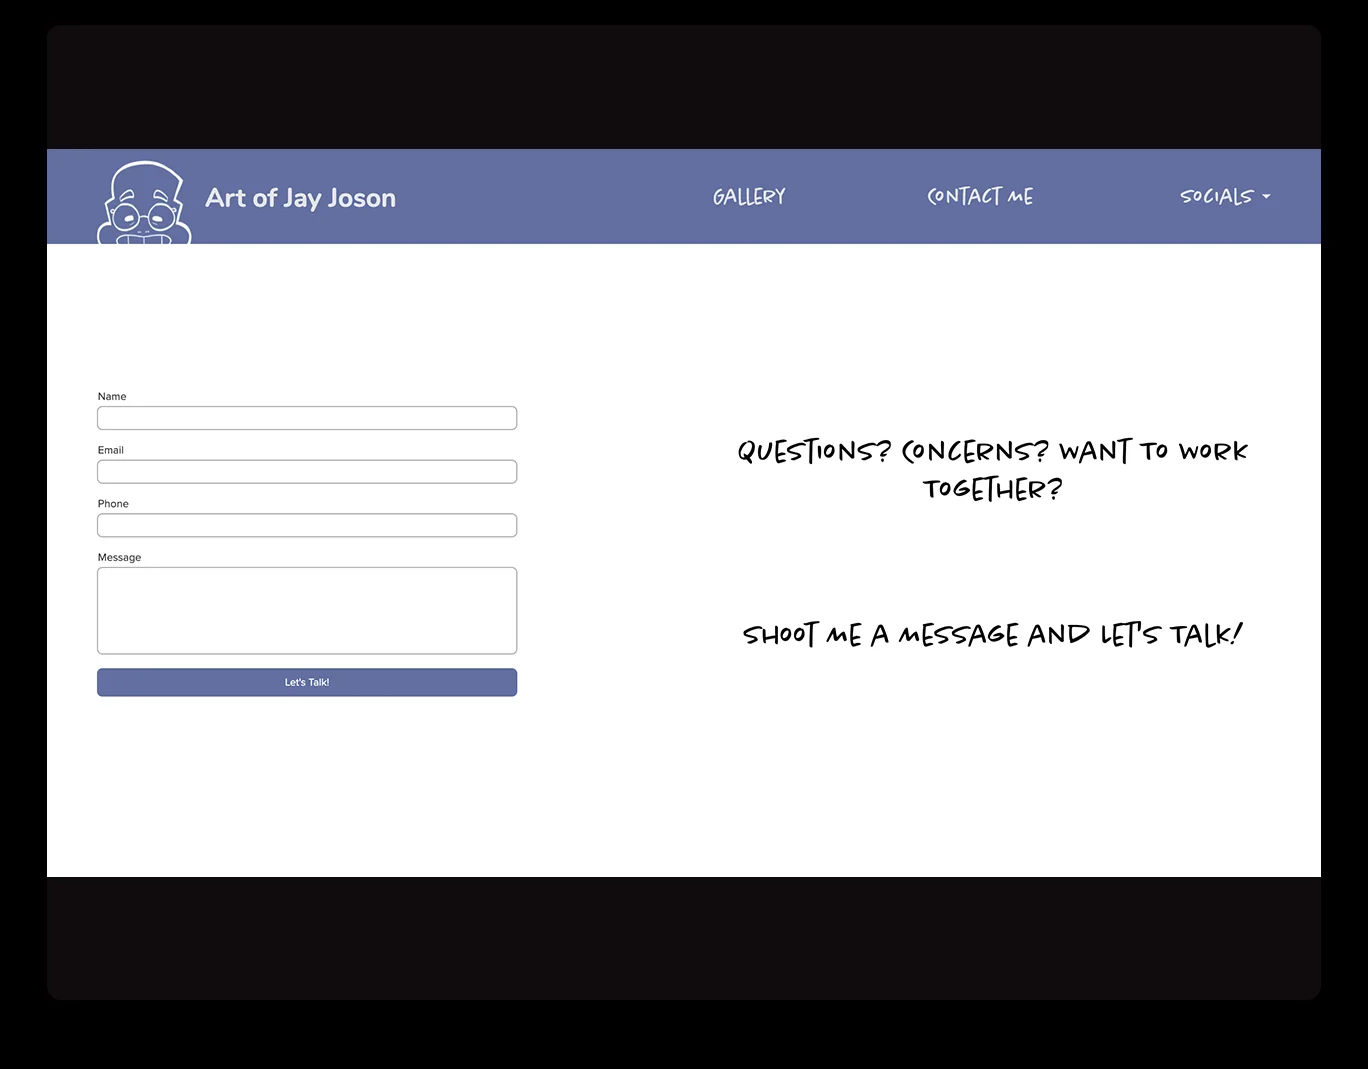 Art of Jay Joson
GALLERY
CONTACT ME
SOCIALS
Name
Email
Phone
Message
Let's Talk!
QUESTIONS? CONCERNS? WANT TO WORK
TOGETHER?
SHOOT ME A MESSAGE AND LET'S TALK!